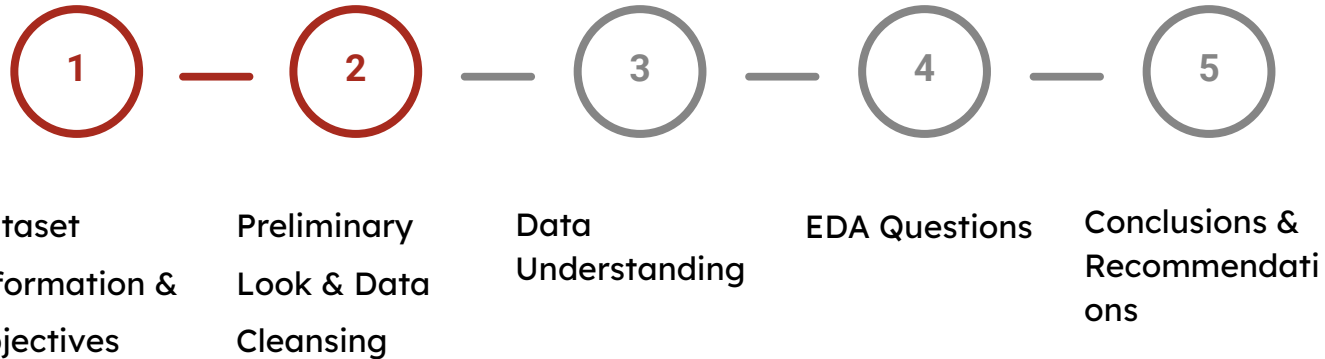 1
2
3
4
5
taset
formation &
jectives
Preliminary
Look & Data
Cleansing
Data
Understanding
EDA Questions
Conclusions &
Recommendati
ons